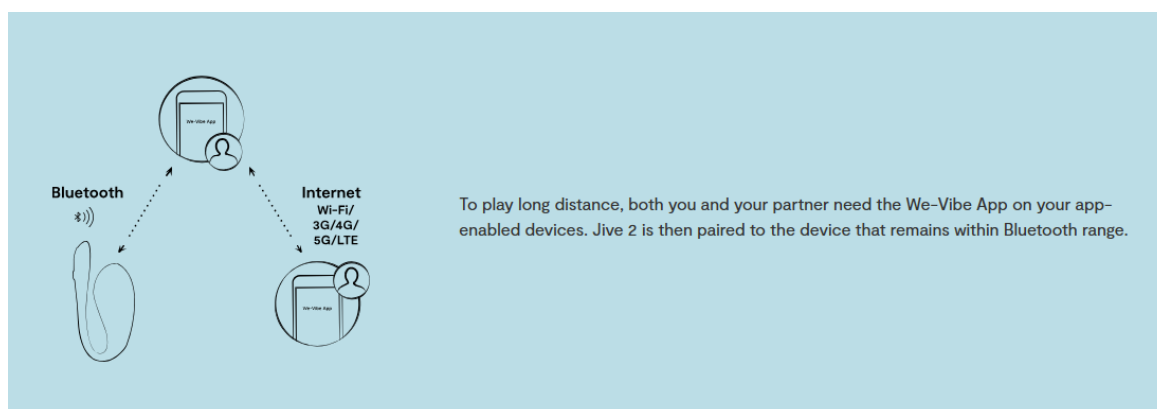 We-Vibe App
Bluetooth
Internet
Wi-Fi/
3G/4G/
5G/LTE
We-Vibe App
To play long distance, both you and your partner need the We-Vibe App on your app-
enabled devices. Jive 2 is then paired to the device that remains within Bluetooth range.